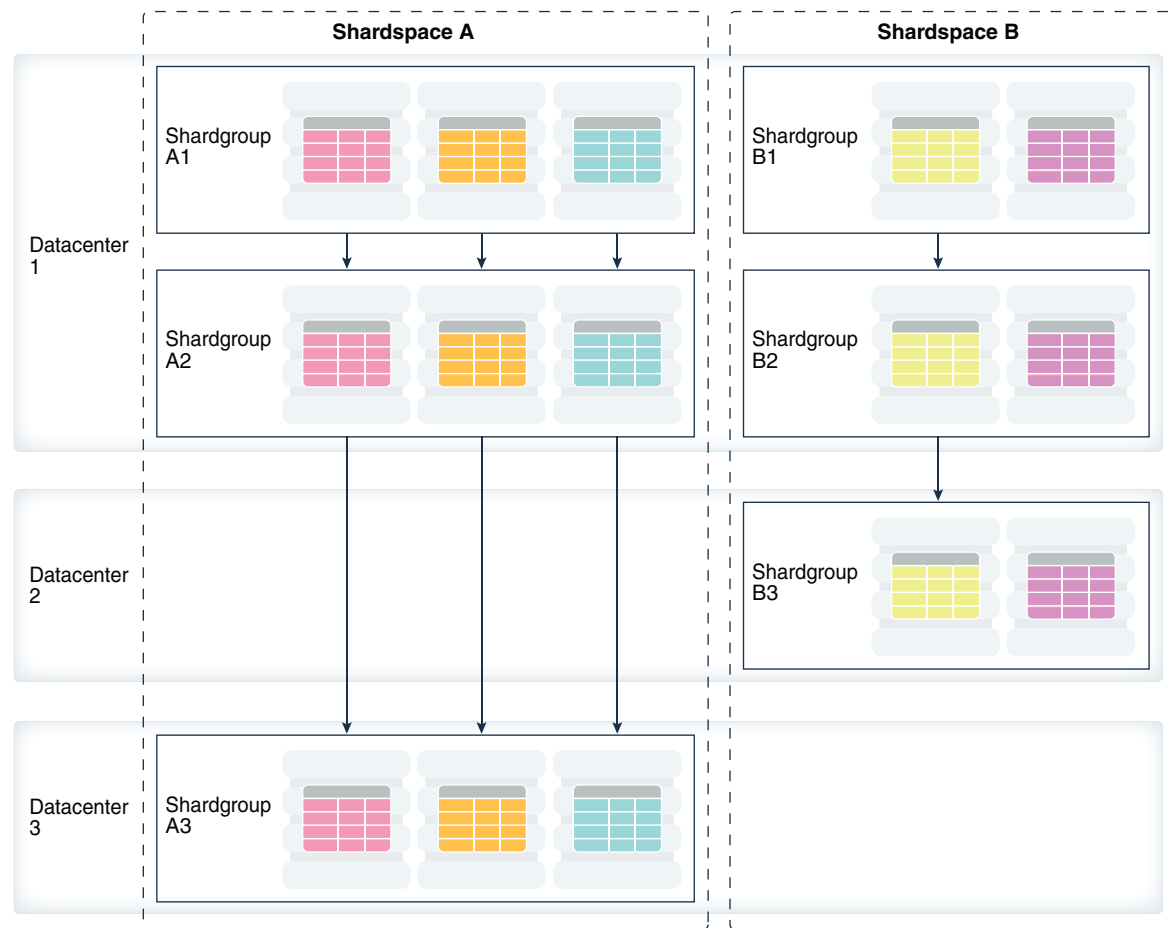 Shardspace A
Shardspace B
Datacenter
1
Shardgroup
A1
Shardgroup
B1
Shardgroup
A2
Shardgroup
B2
Datacenter
2
Shardgroup
B3
Datacenter
3
Shardgroup
A3